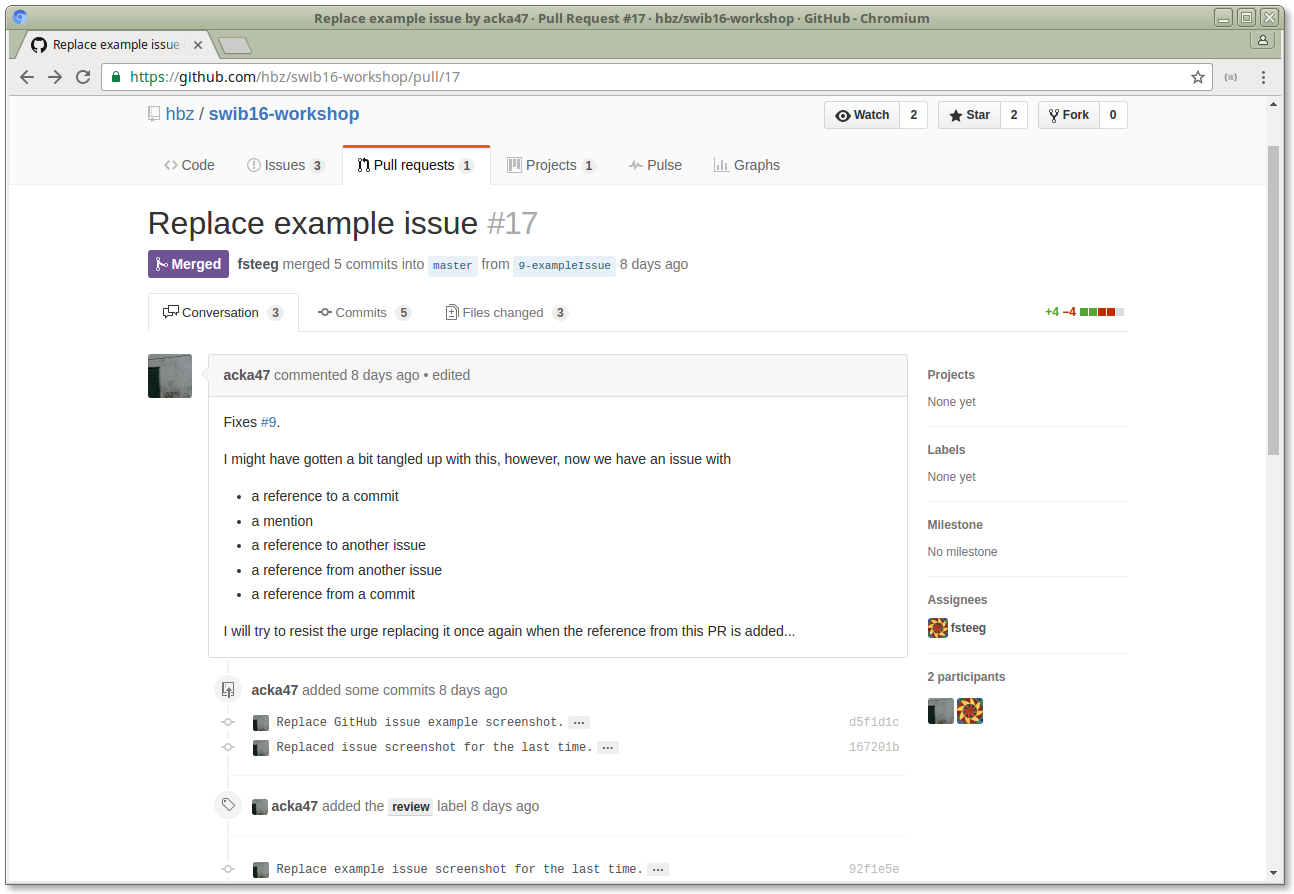 Replace example issue by acka47 · Pull Request #17 · hbz/swib16-workshop · GitHub - Chromium
Replace example issue
https://github.com/hbz/swib16-workshop/pull/17
hbz / swib16-workshop
Watch 2 Star 2 Fork 0
Code Issues 3 Pull requests 1 Projects 1 Pulse Graphs
Replace example issue #17
Merged fsteeg merged 5 commits into master from 9-exampleIssue 8 days ago
Conversation 3 Commits 5 Files changed 3 +4 −4
acka47 commented 8 days ago • edited
Fixes #9.
I might have gotten a bit tangled up with this, however, now we have an issue with
• a reference to a commit
• a mention
• a reference to another issue
• a reference from another issue
• a reference from a commit
I will try to resist the urge replacing it once again when the reference from this PR is added...
acka47 added some commits 8 days ago
Replace GitHub issue example screenshot. … d5f1d1c
Replaced issue screenshot for the last time. … 167201b
acka47 added the review label 8 days ago
Replace example issue screenshot for the last time. … 92f1e5e
Projects
None yet
Labels
None yet
Milestone
No milestone
Assignees
fsteeg
2 participants